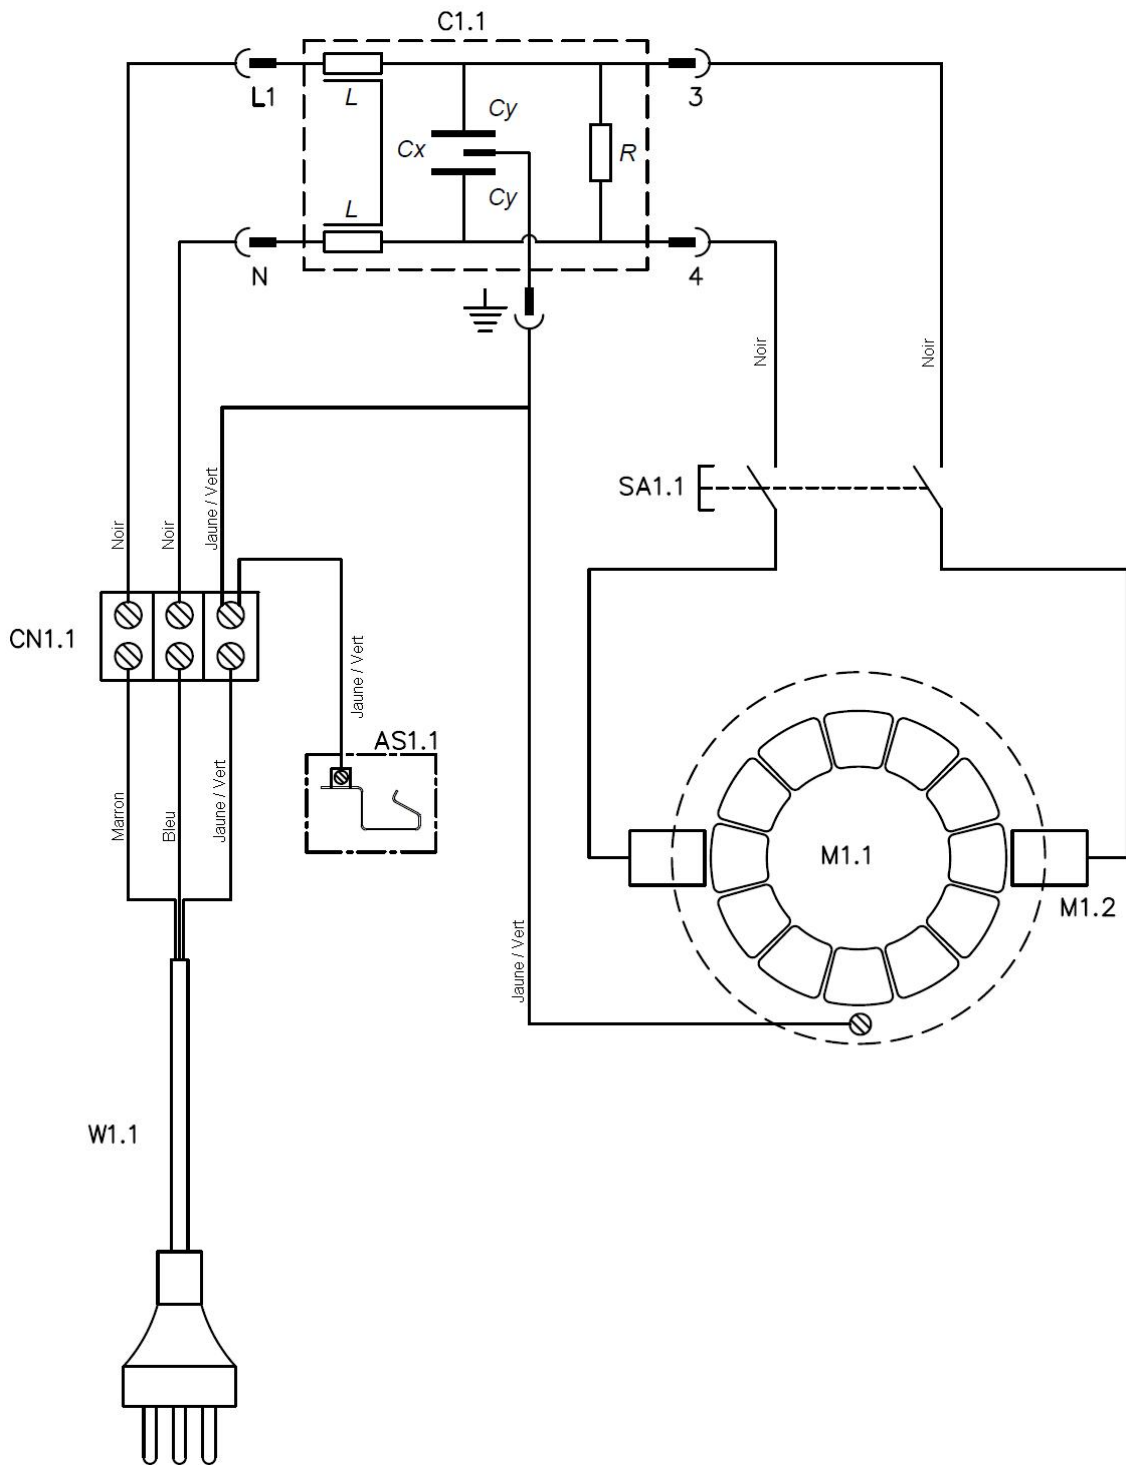 C1.1
L1
L
Cy
Cx
R
3
L
Cy
N
4
Noir
Noir
SA1.1
Noir
Noir
Jaune / Vert
CN1.1
Jaune / Vert
AS1.1
Marron
Bleu
Jaune / Vert
M1.1
M1.2
Jaune / Vert
W1.1